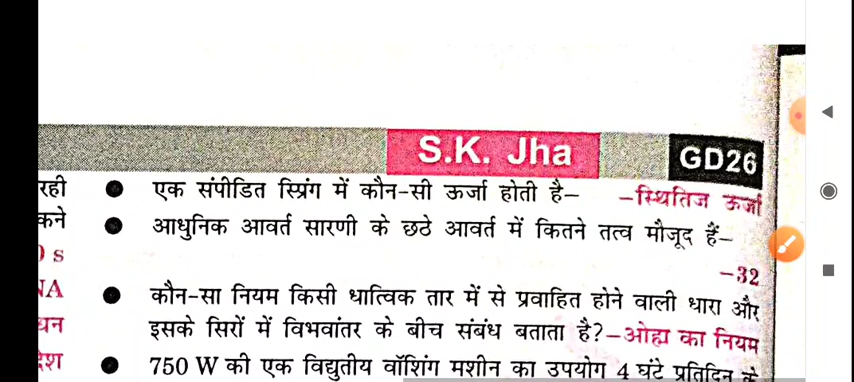 S.K. Jha
GD26
रही
कने
s
NA
धन
देश
● एक संपीडित स्प्रिंग में कौन-सी ऊर्जा होती है– –स्थितिज ऊर्जा
● आधुनिक आवर्त सारणी के छठे आवर्त में कितने तत्व मौजूद हैं–
–32
● कौन-सा नियम किसी धात्विक तार में से प्रवाहित होने वाली धारा और
इसके सिरों में विभवांतर के बीच संबंध बताता है?–ओह्म का नियम
● 750 W की एक विद्युतीय वॉशिंग मशीन का उपयोग 4 घंटे प्रतिदिन के